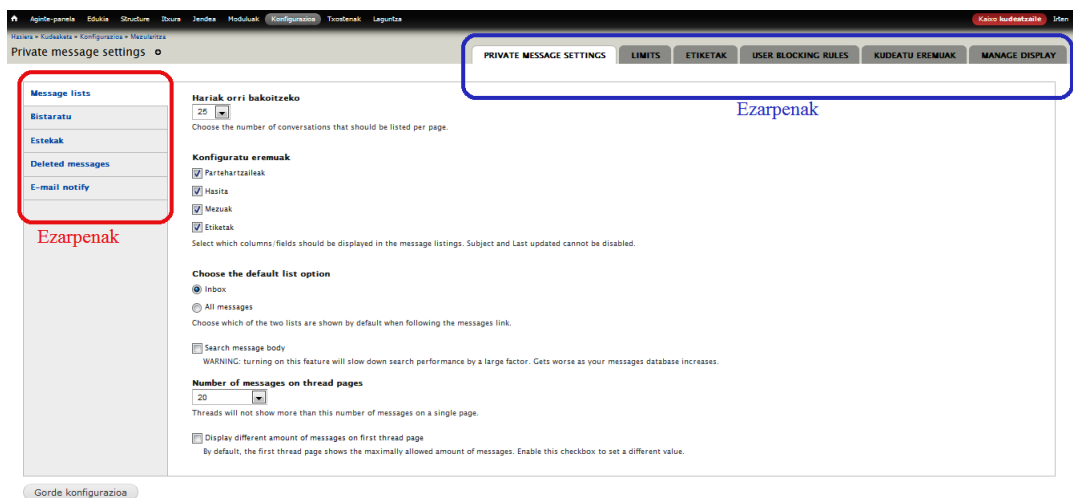 Aginte-panela Edukia Structure Itxura Jendea Moduluak Konfigurazioa Txostenak Laguntza Kaixo kudeatzaile Irten
Hasiera » Kudeaketa » Konfigurazioa » Mezularitza
Private message settings
PRIVATE MESSAGE SETTINGS LIMITS ETIKETAK USER BLOCKING RULES KUDEATU EREMUAK MANAGE DISPLAY
Ezarpenak
Message lists
Bistaratu
Estekak
Deleted messages
E-mail notify
Ezarpenak
Hariak orri bakoitzeko
25
Choose the number of conversations that should be listed per page.
Konfiguratu eremuak
Partehartzaileak
Hasita
Mezuak
Etiketak
Select which columns/fields should be displayed in the message listings. Subject and Last updated cannot be disabled.
Choose the default list option
Inbox
All messages
Choose which of the two lists are shown by default when following the messages link.
Search message body
WARNING: turning on this feature will slow down search performance by a large factor. Gets worse as your messages database increases.
Number of messages on thread pages
20
Threads will not show more than this number of messages on a single page.
Display different amount of messages on first thread page
By default, the first thread page shows the maximally allowed amount of messages. Enable this checkbox to set a different value.
Gorde konfigurazioa